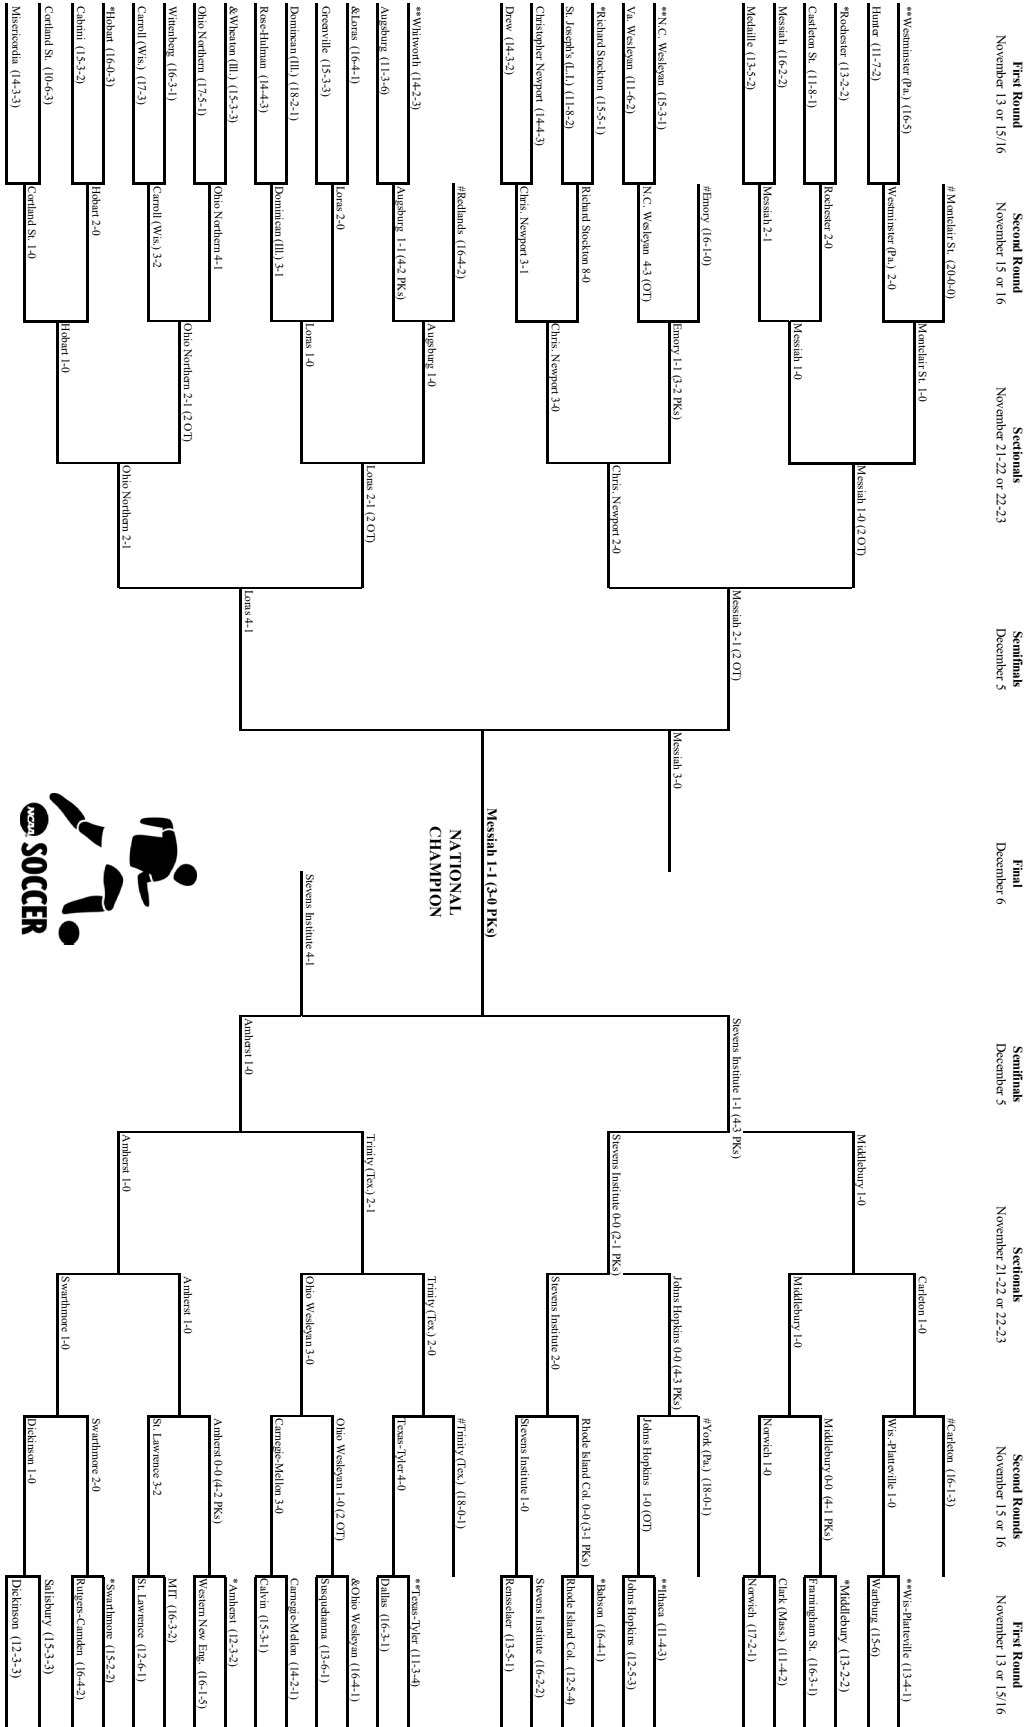 First Round
November 13 or 15/16
Second Round
November 15 or 16
Sectionals
November 21-22 or 22-23
Semifinals
December 5
Final
December 6
Semifinals
December 5
Sectionals
November 21-22 or 22-23
Second Rounds
November 15 or 16
First Round
November 13 or 15/16
**Westminster (Pa.) (16-5)
Hunter (11-7-2)
*Rochester (13-2-2)
Castleton St. (11-8-1)
Messiah (16-2-2)
Medaille (13-5-2)
**N.C. Wesleyan (15-3-1)
Va. Wesleyan (11-6-2)
*Richard Stockton (15-5-1)
St. Joseph's (L.I.) (11-8-2)
Christopher Newport (14-4-3)
Drew (14-3-2)
**Whitworth (14-2-3)
Augsburg (11-3-6)
&Loras (16-4-1)
Greenville (15-3-3)
Dominican (Ill.) (18-2-1)
Rose-Hulman (14-4-3)
&Wheaton (Ill.) (15-3-3)
Ohio Northern (17-5-1)
Wittenberg (16-3-1)
Carroll (Wis.) (17-3)
*Hobart (16-0-3)
Cabrini (15-3-2)
Cortland St. (10-6-3)
Misericordia (14-3-3)
# Montclair St. (20-0-0)
Westminster (Pa.) 2-0
Rochester 2-0
Messiah 2-1
#Emory (16-1-0)
N.C. Wesleyan 4-3 (OT)
Richard Stockton 8-0
Chris. Newport 3-1
#Redlands (16-4-2)
Augsburg 1-1 (4-2 PKs)
Loras 2-0
Dominican (Ill.) 3-1
Ohio Northern 4-1
Carroll (Wis.) 3-2
Hobart 2-0
Cortland St. 1-0
Montclair St. 1-0
Messiah 1-0
Emory 1-1 (3-2 PKs)
Chris. Newport 3-0
Augsburg 1-0
Loras 1-0
Ohio Northern 2-1 (2 OT)
Hobart 1-0
Messiah 1-0 (2 OT)
Chris. Newport 2-0
Loras 2-1 (2 OT)
Ohio Northern 2-1
Messiah 2-1 (2 OT)
Loras 4-1
Messiah 3-0
Messiah 1-1 (3-0 PKs)
NATIONAL
CHAMPION
NCAA
SOCCER
Stevens Institute 4-1
Stevens Institute 1-1 (4-3 PKs)
Amherst 1-0
Middlebury 1-0
Stevens Institute 0-0 (2-1 PKs)
Trinity (Tex.) 2-1
Amherst 1-0
Carleton 1-0
Middlebury 1-0
Johns Hopkins 0-0 (4-3 PKs)
Stevens Institute 2-0
Trinity (Tex.) 2-0
Ohio Wesleyan 3-0
Amherst 1-0
Swarthmore 1-0
#Carleton (16-1-3)
Wis.-Platteville 1-0
Middlebury 0-0 (4-1 PKs)
Norwich 1-0
#York (Pa.) (18-0-1)
Johns Hopkins 1-0 (OT)
Rhode Island Col. 0-0 (3-1 PKs)
Stevens Institute 1-0
#Trinity (Tex.) (18-0-1)
Texas-Tyler 4-0
Ohio Wesleyan 1-0 (2 OT)
Carnegie-Mellon 3-0
Amherst 0-0 (4-2 PKs)
St. Lawrence 3-2
Swarthmore 2-0
Dickinson 1-0
**Wis-Platteville (13-4-1)
Wartburg (15-6)
*Middlebury (13-2-2)
Framingham St. (16-3-1)
Clark (Mass.) (11-4-2)
Norwich (17-2-1)
**Ithaca (11-4-3)
Johns Hopkins (12-5-3)
*Babson (16-4-1)
Rhode Island Col. (12-5-4)
Stevens Institute (16-2-2)
Rensselaer (13-5-1)
**Texas-Tyler (11-3-4)
Dallas (16-3-1)
&Ohio Wesleyan (16-4-1)
Susquehanna (13-6-1)
Carnegie-Mellon (14-2-1)
Calvin (15-3-1)
*Amherst (12-3-2)
Western New Eng. (16-1-5)
MIT (16-3-2)
St. Lawrence (12-6-1)
*Swarthmore (15-2-2)
Rutgers-Camden (16-4-2)
Salisbury (15-3-3)
Dickinson (12-3-3)